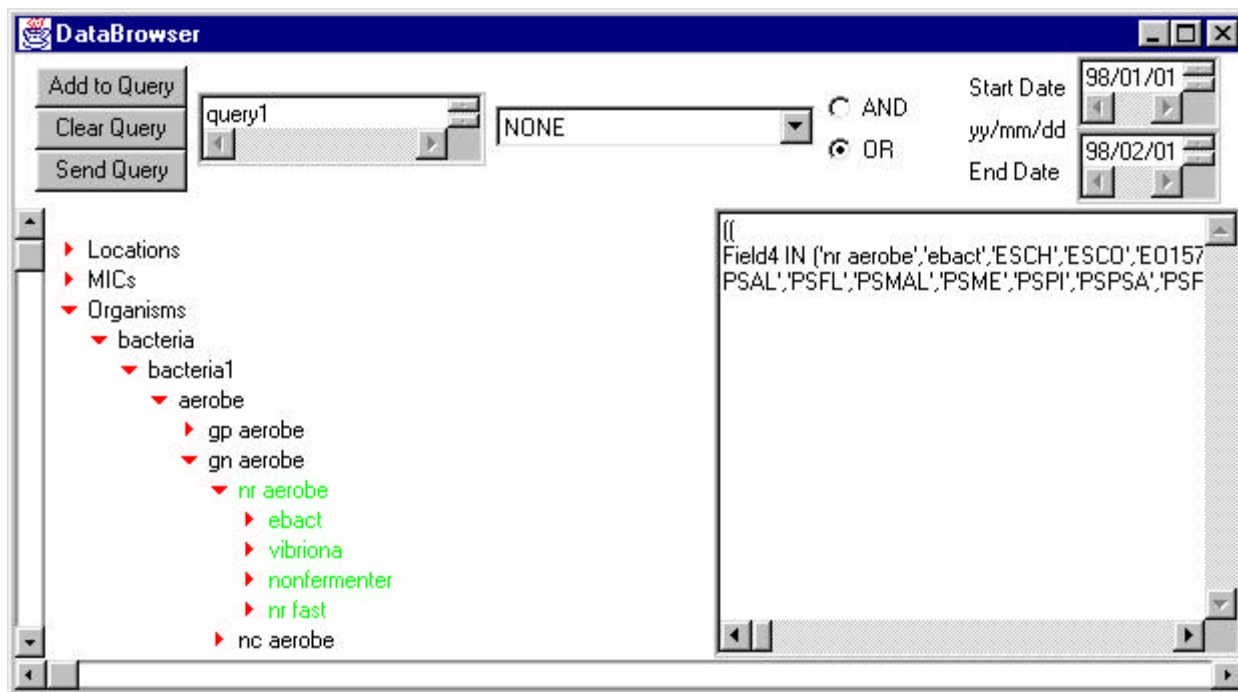 DataBrowser
Add to Query
Clear Query
Send Query
query1
NONE
AND
OR
Start Date
yy/mm/dd
End Date
98/01/01
98/02/01
Locations
MICs
Organisms
bacteria
bacteria1
aerobe
gp aerobe
gn aerobe
nr aerobe
ebact
vibriona
nonfermenter
nr fast
nc aerobe
((
Field4 IN ('nr aerobe','ebact','ESCH','ESCO','EO157
PSAL','PSFL','PSMAL','PSME','PSPI','PSPSA','PSF